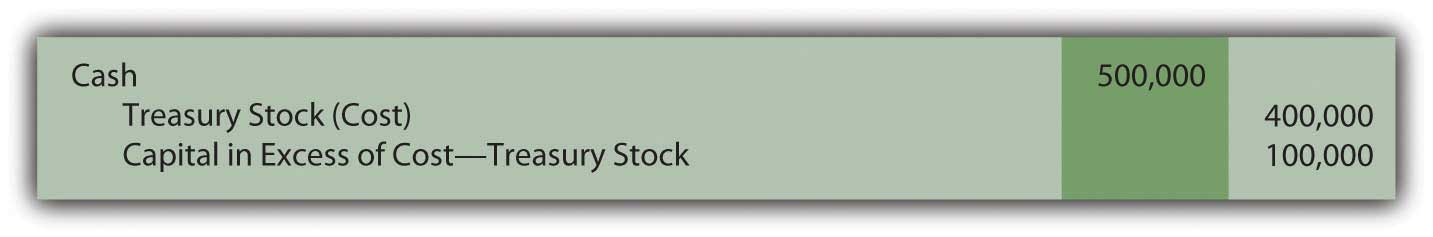 Cash 500,000
Treasury Stock (Cost) 400,000
Capital in Excess of Cost—Treasury Stock 100,000